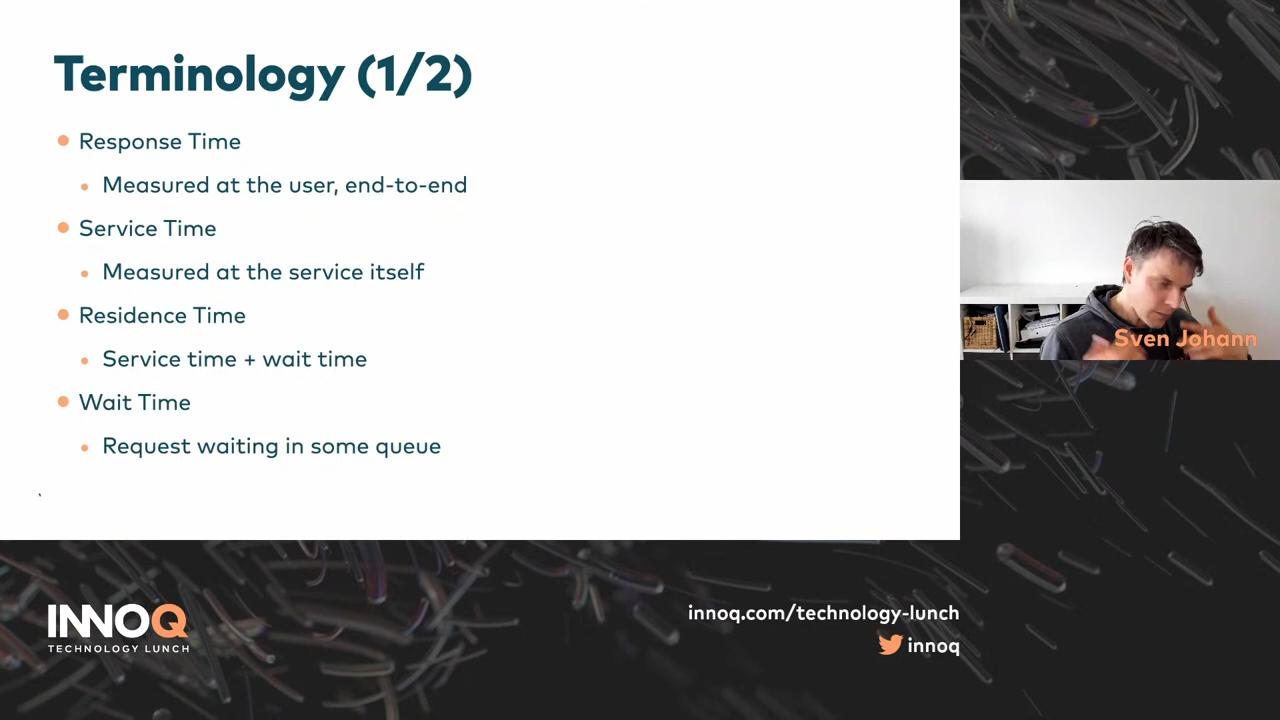 Terminology (1/2)
Response Time
Measured at the user, end-to-end
Service Time
Measured at the service itself
Residence Time
Service time + wait time
Wait Time
Request waiting in some queue
Sven Johann
INNOQ
TECHNOLOGY LUNCH
innoq.com/technology-lunch
innoq